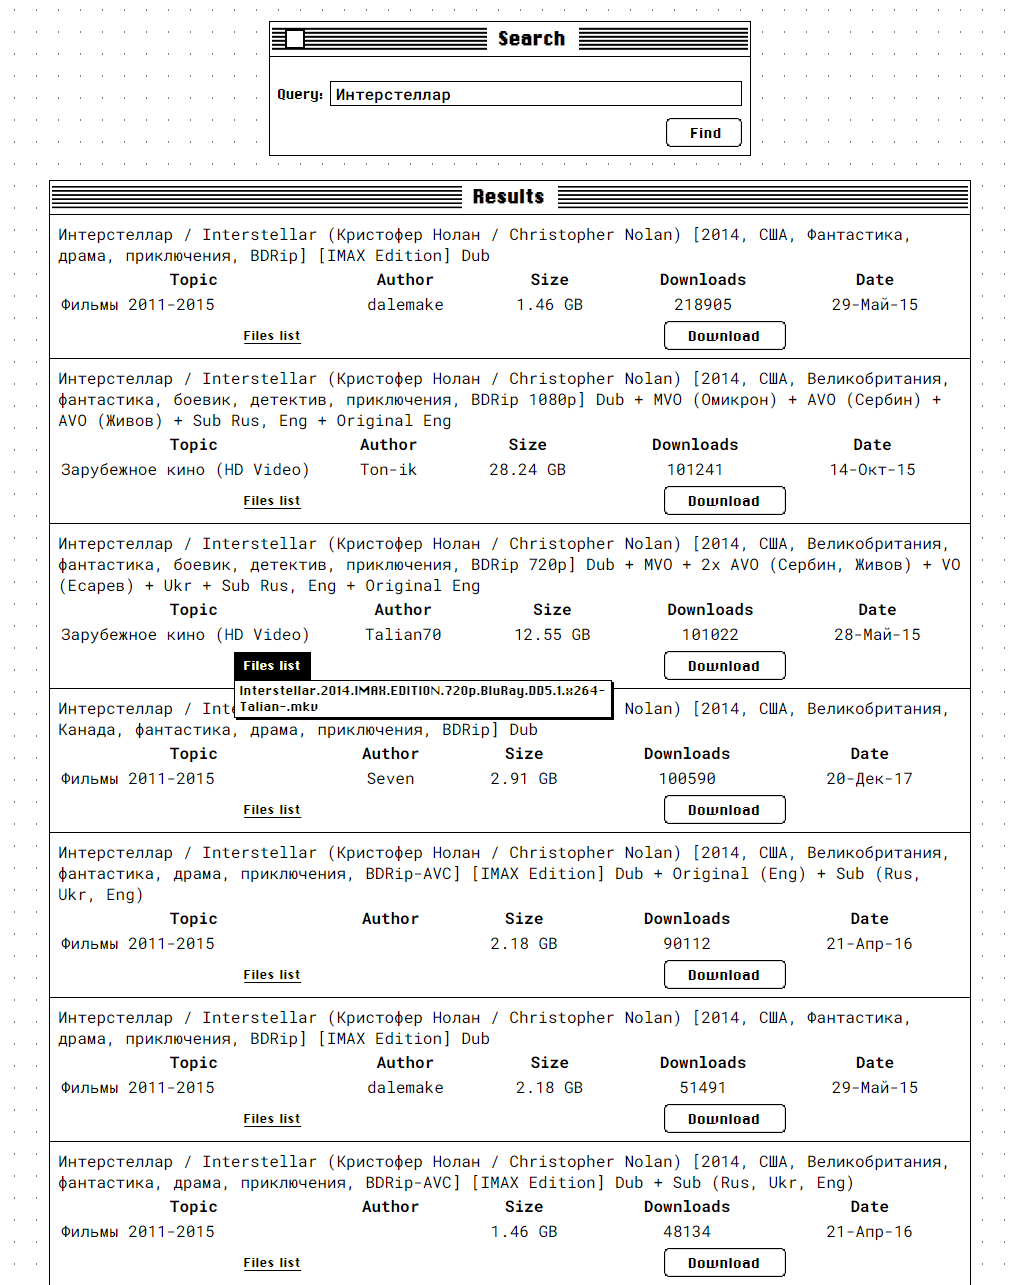 Search
Query: Интерстеллар
Find
Results
Интерстеллар / Interstellar (Кристофер Нолан / Christopher Nolan) [2014, США, Фантастика,
драма, приключения, BDRip] [IMAX Edition] Dub
Topic Author Size Downloads Date
Фильмы 2011-2015 dalemake 1.46 GB 218905 29-Май-15
Files list Download
Интерстеллар / Interstellar (Кристофер Нолан / Christopher Nolan) [2014, США, Великобритания,
фантастика, боевик, детектив, приключения, BDRip 1080p] Dub + MVO (Омикрон) + AVO (Сербин) +
AVO (Живов) + Sub Rus, Eng + Original Eng
Topic Author Size Downloads Date
Зарубежное кино (HD Video) Ton-ik 28.24 GB 101241 14-Окт-15
Files list Download
Интерстеллар / Interstellar (Кристофер Нолан / Christopher Nolan) [2014, США, Великобритания,
фантастика, боевик, детектив, приключения, BDRip 720p] Dub + MVO + 2x AVO (Сербин, Живов) + VO
(Есарев) + Ukr + Sub Rus, Eng + Original Eng
Topic Author Size Downloads Date
Зарубежное кино (HD Video) Talian70 12.55 GB 101022 28-Май-15
Files list Download
Interstellar.2014.IMAX.EDITION.720p.BluRay.DD5.1.x264-
Talian-.mkv
Интерстеллар / Nolan) [2014, США, Великобритания,
Канада, фантастика, драма, приключения, BDRip] Dub
Topic Author Size Downloads Date
Фильмы 2011-2015 Seven 2.91 GB 100590 20-Дек-17
Files list Download
Интерстеллар / Interstellar (Кристофер Нолан / Christopher Nolan) [2014, США, Великобритания,
фантастика, драма, приключения, BDRip-AVC] [IMAX Edition] Dub + Original (Eng) + Sub (Rus,
Ukr, Eng)
Topic Author Size Downloads Date
Фильмы 2011-2015 2.18 GB 90112 21-Апр-16
Files list Download
Интерстеллар / Interstellar (Кристофер Нолан / Christopher Nolan) [2014, США, Фантастика,
драма, приключения, BDRip] [IMAX Edition] Dub
Topic Author Size Downloads Date
Фильмы 2011-2015 dalemake 2.18 GB 51491 29-Май-15
Files list Download
Интерстеллар / Interstellar (Кристофер Нолан / Christopher Nolan) [2014, США, Великобритания,
фантастика, драма, приключения, BDRip-AVC] [IMAX Edition] Dub + Sub (Rus, Ukr, Eng)
Topic Author Size Downloads Date
Фильмы 2011-2015 1.46 GB 48134 21-Апр-16
Files list Download